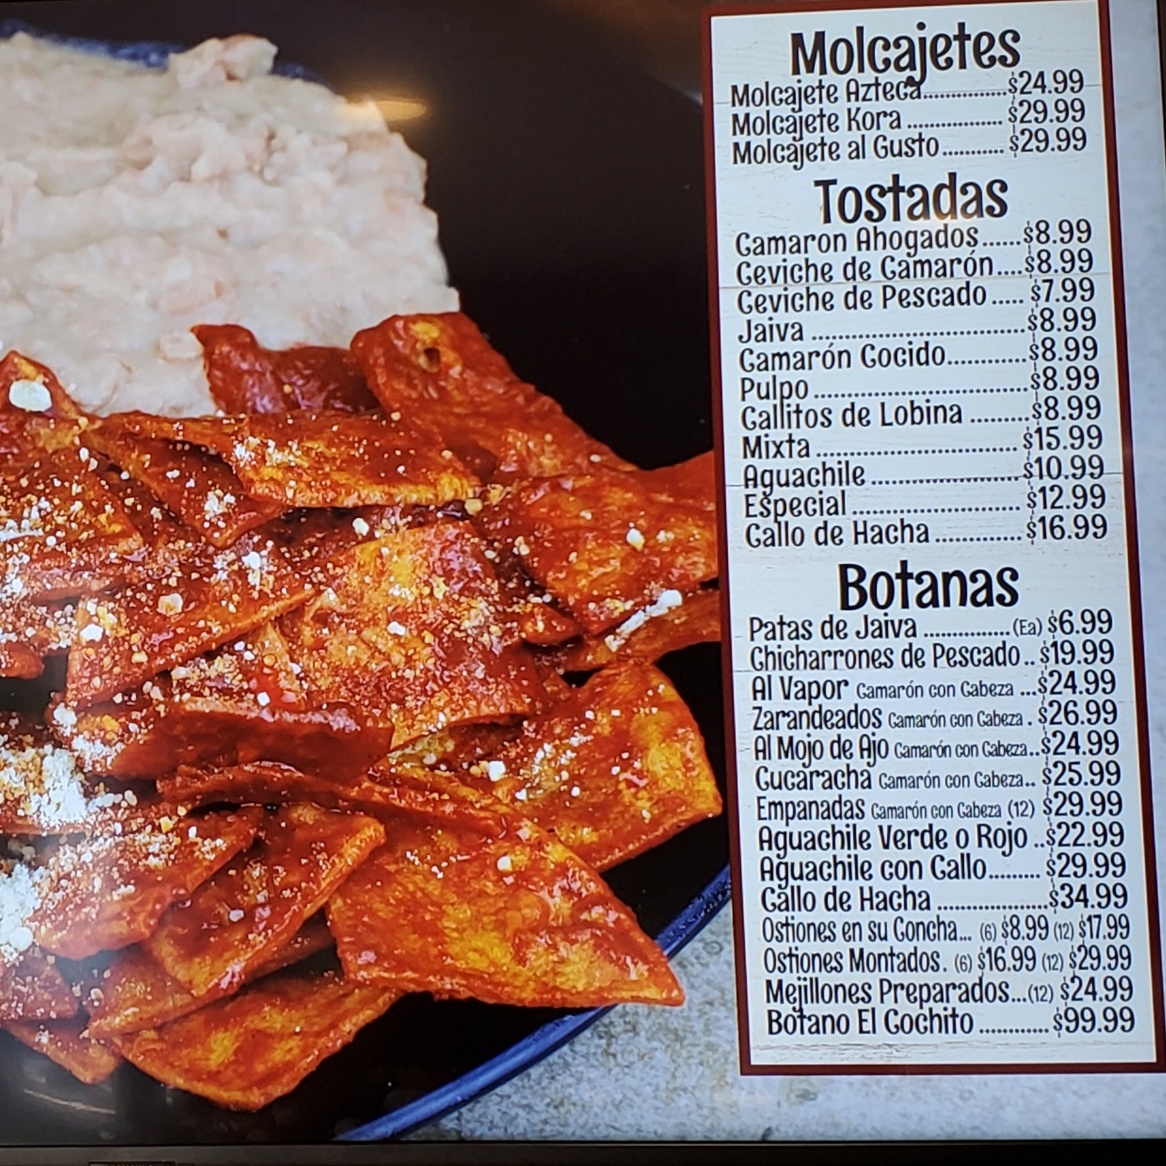 Molcajetes
Molcajete Azteca..............$24.99
Molcajete Kora ................ $29.99
Molcajete al Gusto.......... $29.99
Tostadas
Camaron Ahogados......$8.99
Ceviche de Camarón....$8.99
Ceviche de Pescado ..... $7.99
Jaiva ..................................$8.99
Camarón Cocido.............$8.99
Pulpo ..................................$8.99
Callitos de Lobina .........$8.99
Mixta ................................$15.99
Aguachile ........................$10.99
Especial ...........................$12.99
Callo de Hacha ..............$16.99
Botanas
Patas de Jaiva ...............(Ea) $6.99
Chicharrones de Pescado..$19.99
Al Vapor Camarón con Cabeza ...$24.99
Zarandeados Camarón con Cabeza . $26.99
Al Mojo de Ajo Camarón con Cabeza..$24.99
Cucaracha Camarón con Cabeza.. $25.99
Empanadas Camarón con Cabeza (12) $29.99
Aguachile Verde o Rojo ..$22.99
Aguachile con Callo......... $29.99
Callo de Hacha ..................$34.99
Ostiones en su Concha... (6) $8.99 (12) $17.99
Ostiones Montados. (6) $16.99 (12) $29.99
Mejillones Preparados...(12) $24.99
Botano El Cochito ........... $99.99